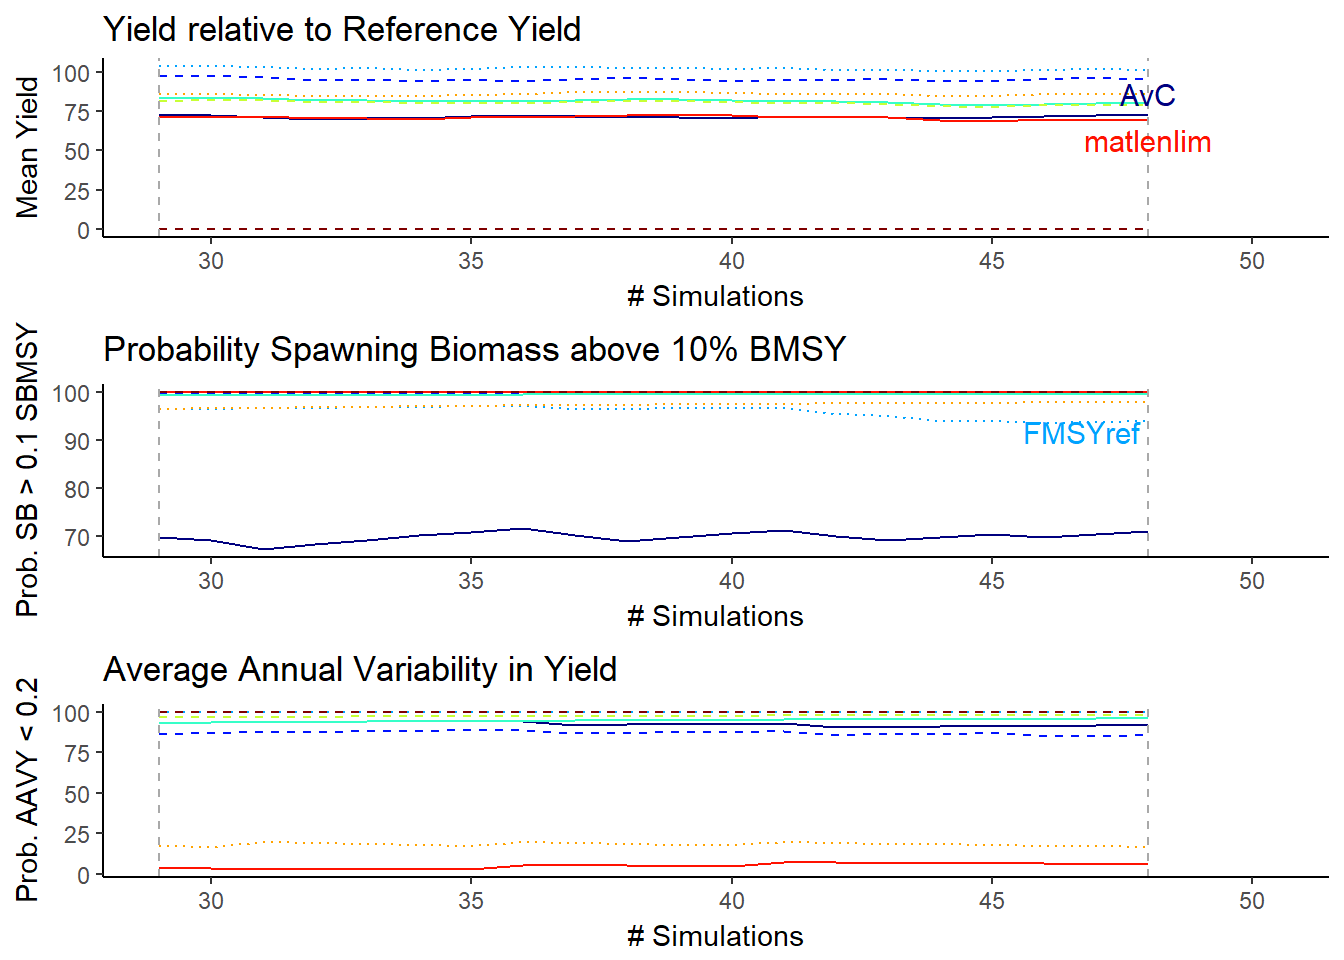 Yield relative to Reference Yield
Mean Yield
100
75
50
25
0
AvC
matlenlim
30 35 40 45 50
# Simulations
Probability Spawning Biomass above 10% BMSY
Prob. SB > 0.1 SBMSY
100
90
80
70
FMSYref
30 35 40 45 50
# Simulations
Average Annual Variability in Yield
Prob. AAVY < 0.2
100
75
50
25
0
30 35 40 45 50
# Simulations